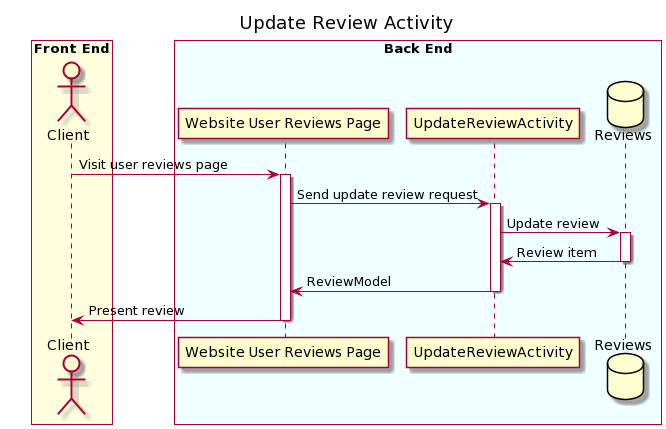 Update Review Activity
Front End
Back End
Client
Website User Reviews Page
UpdateReviewActivity
Reviews
Visit user reviews page
Send update review request
Update review
Review item
ReviewModel
Present review
Client
Website User Reviews Page
UpdateReviewActivity
Reviews